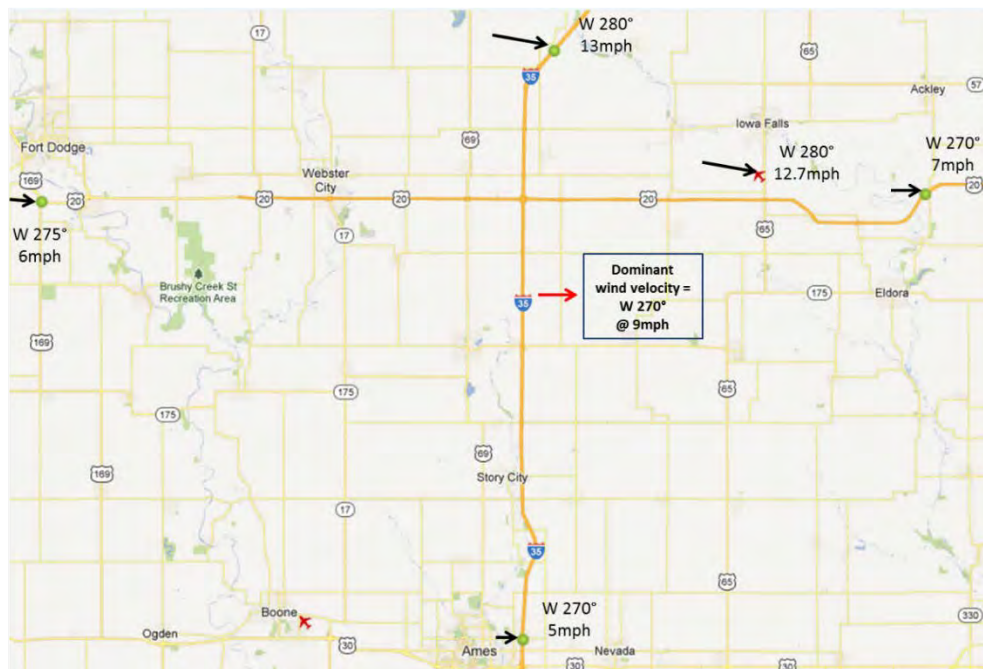 W 280°
13mph
17
65
35
Ackley
57
Iowa Falls
69
Fort Dodge
W 280°
12.7mph
W 270°
7mph
169
Webster
City
20
20
20
20
20
W 275°
6mph
17
65
Brushy Creek St
Recreation Area
Dominant
wind velocity =
W 270°
@ 9mph
35
175
Eldora
169
175
65
175
69
169
Story City
17
35
65
W 270°
5mph
Boone
330
Ogden
30
Ames
Nevada
30
30